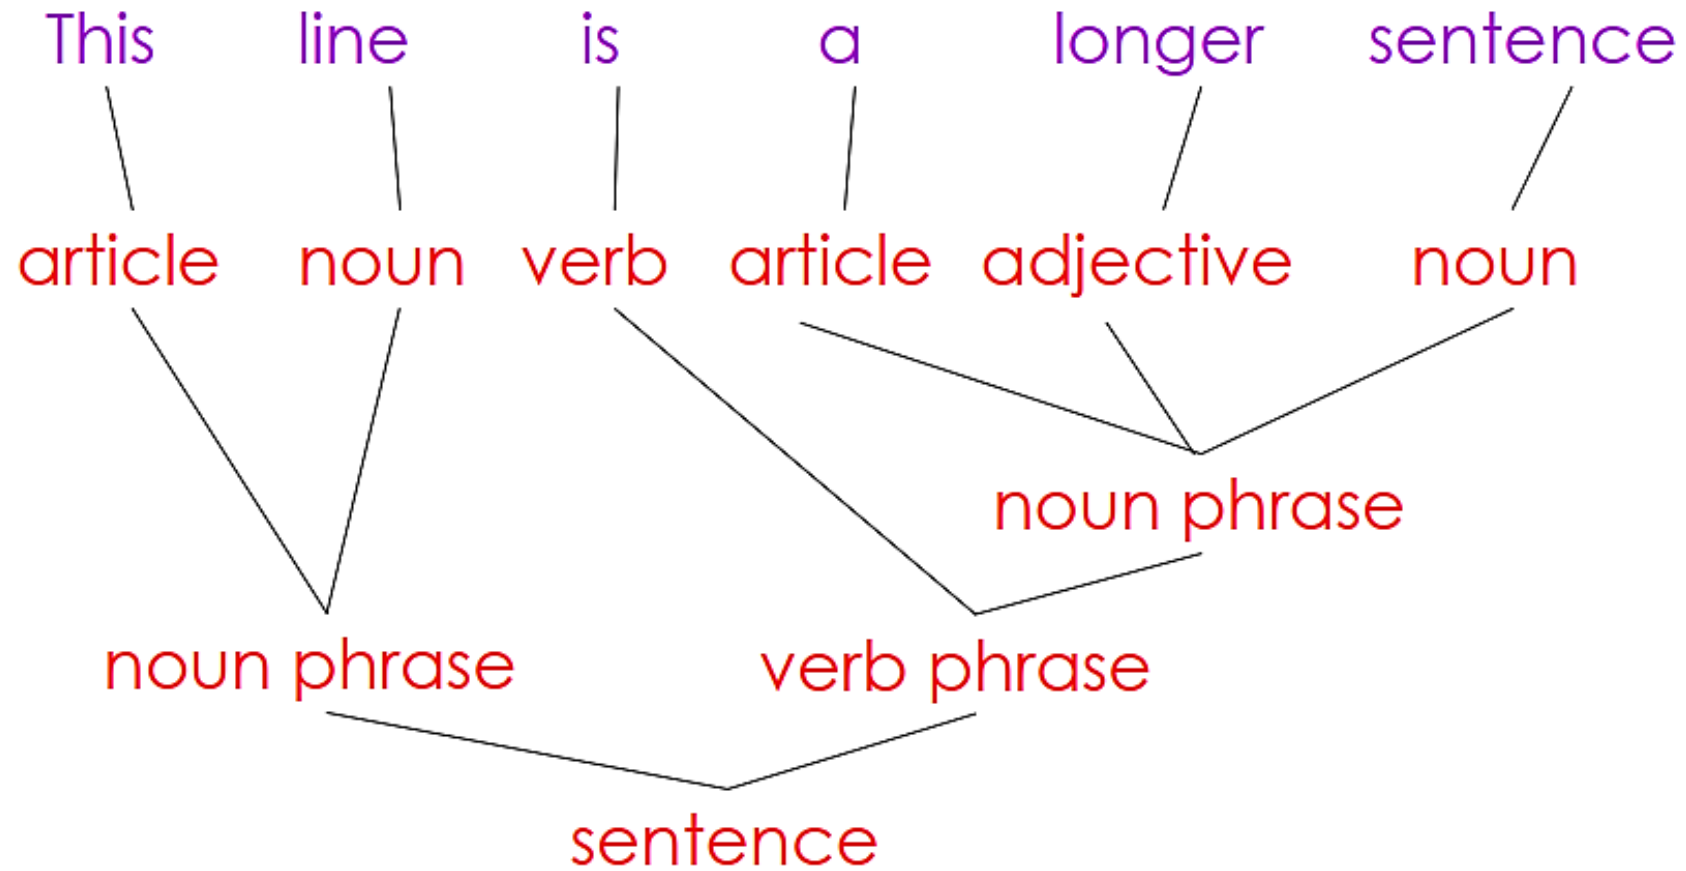 This line is a longer sentence
article noun verb article adjective noun
noun phrase
noun phrase verb phrase
sentence